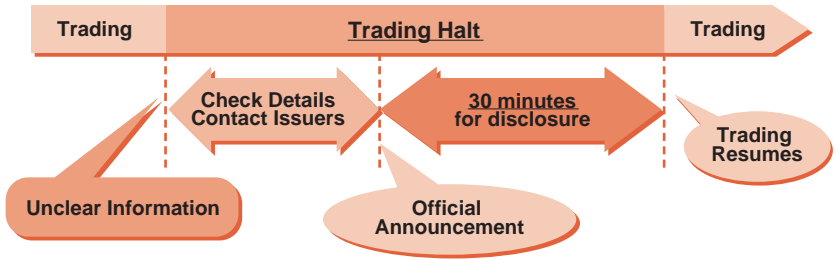 Trading
Trading Halt
Trading
Check Details
Contact Issuers
30 minutes
for disclosure
Trading
Resumes
Unclear Information
Official
Announcement